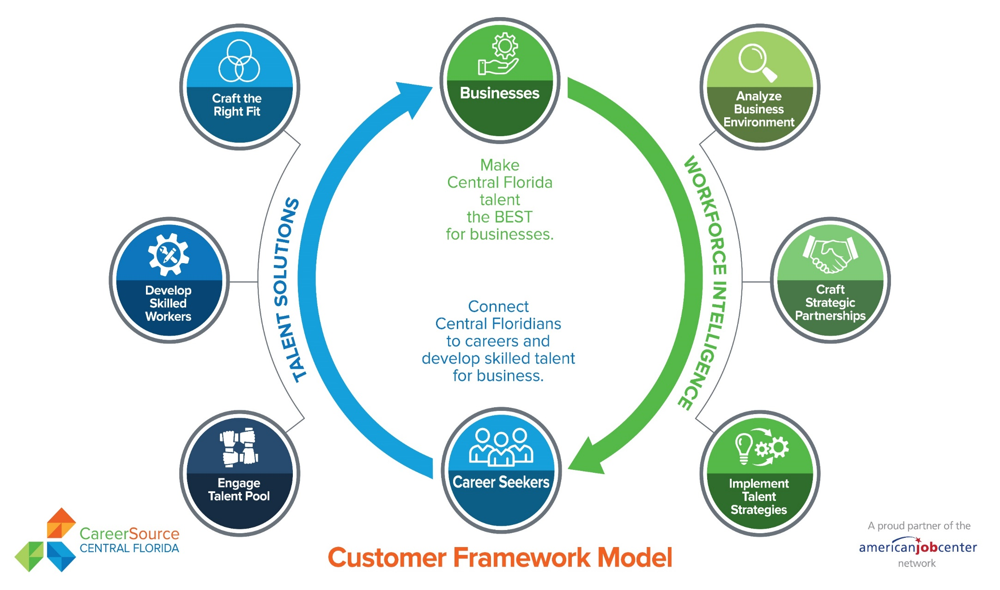 Craft the
Right Fit
Businesses
Analyze
Business
Environment
Make
Central Florida
talent
the BEST
for businesses.
TALENT SOLUTIONS
WORKFORCE INTELLIGENCE
Develop
Skilled
Workers
Craft
Strategic
Partnerships
Connect
Central Floridians
to careers and
develop skilled talent
for business.
Engage
Talent Pool
Career Seekers
Implement
Talent
Strategies
CareerSource
CENTRAL FLORIDA
Customer Framework Model
A proud partner of the
americanjobcenter
network